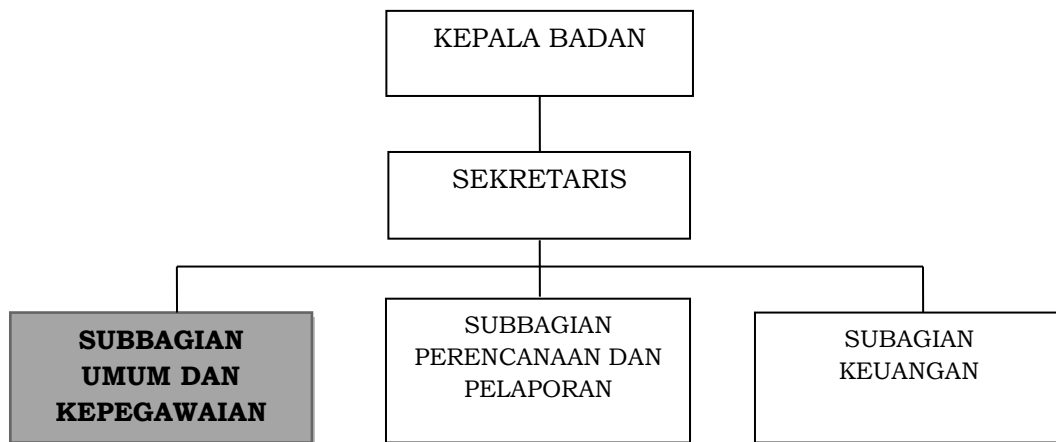 KEPALA BADAN
SEKRETARIS
SUBBAGIAN
UMUM DAN
KEPEGAWAIAN
SUBBAGIAN
PERENCANAAN DAN
PELAPORAN
SUBAGIAN
KEUANGAN